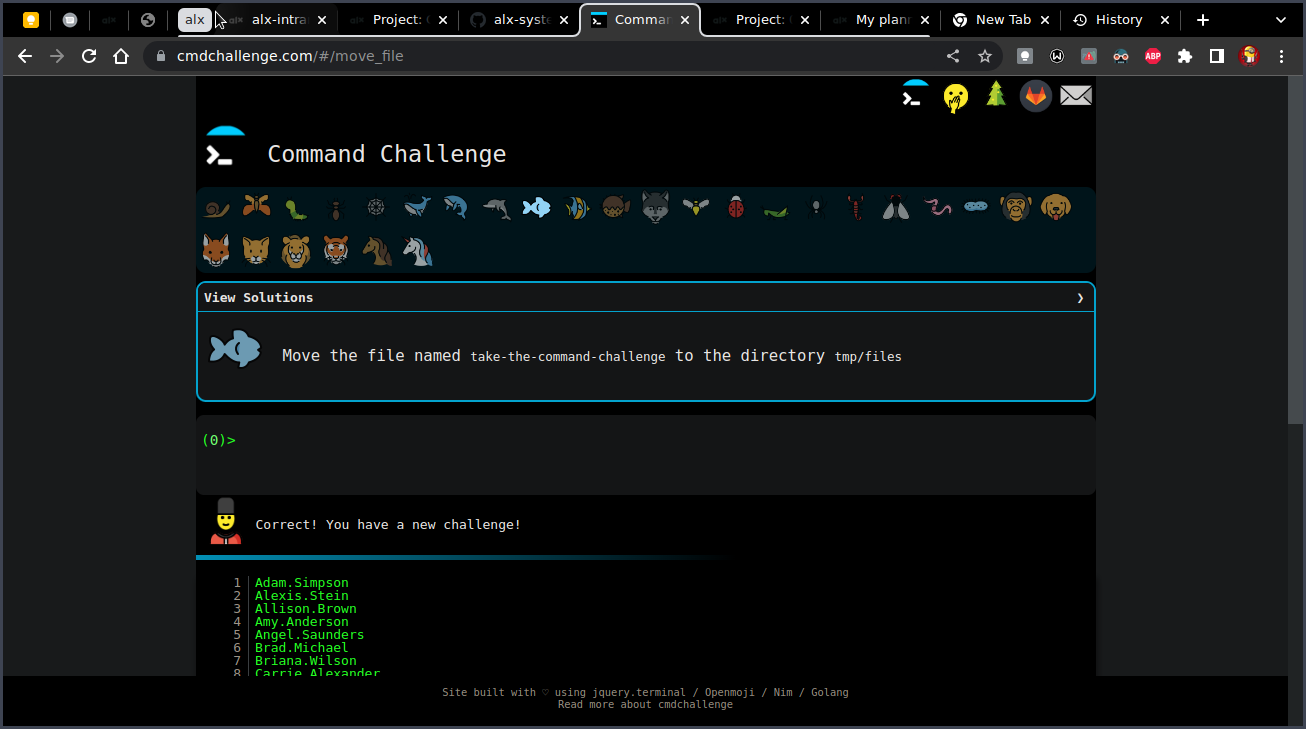 alx
alx-intra
Project:
alx-syste
Comman
Project:
My plann
New Tab
History
cmdchallenge.com/#/move_file
ABP
Command Challenge
View Solutions
Move the file named take-the-command-challenge to the directory tmp/files
(0)>
Correct! You have a new challenge!
1 Adam.Simpson
2 Alexis.Stein
3 Allison.Brown
4 Amy.Anderson
5 Angel.Saunders
6 Brad.Michael
7 Briana.Wilson
8 Carrie.Alexander
Site built with ♡ using jquery.terminal / Openmoji / Nim / Golang
Read more about cmdchallenge